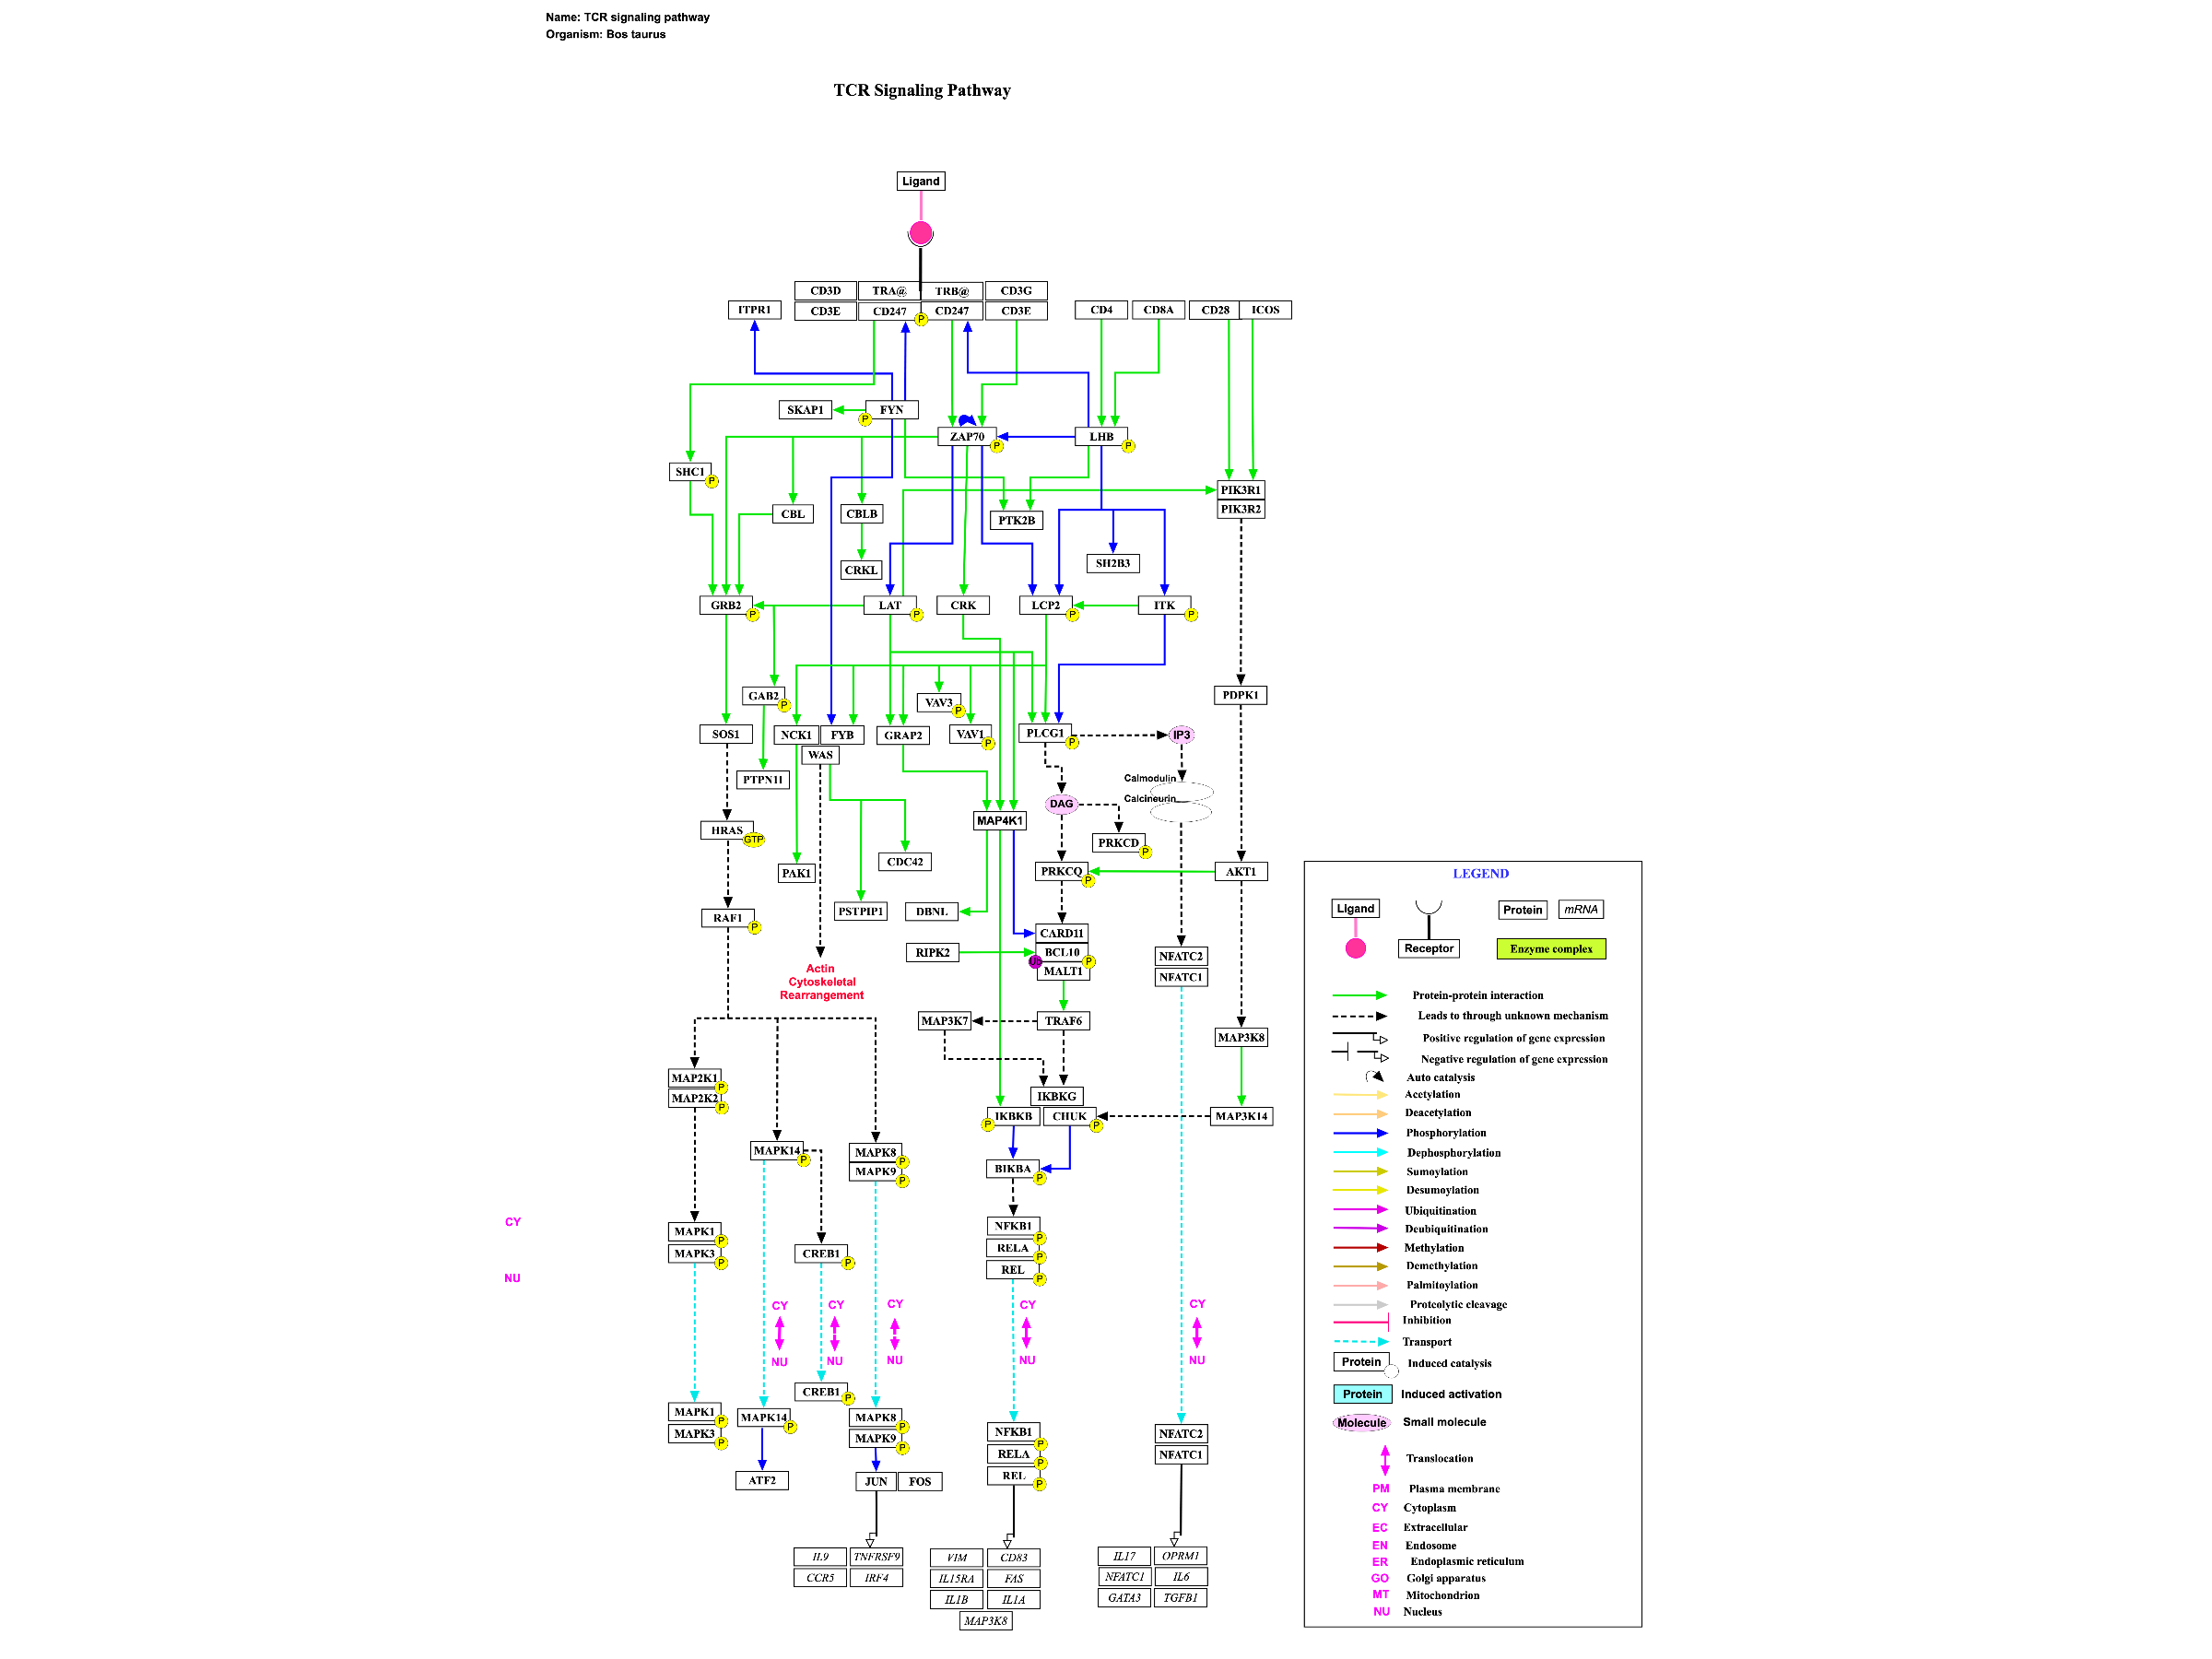 Name: TCR signaling pathway
Organism: Bos taurus
TCR Signaling Pathway
Ligand
CD3D TRA@ TRB@ CD3G
ITPR1 CD3E CD247 P CD247 CD3E CD4 CD8A CD28 ICOS
SKAP1 FYN P
ZAP70 P LHB P
SHC1 P
PIK3R1
CBL CBLB PTK2B PIK3R2
CRKL SH2B3
GRB2 P LAT P CRK LCP2 P ITK P
GAB2 P VAV3 P PDPK1
SOS1 NCK1 FYB GRAP2 VAV1 P PLCG1 P IP3
WAS
PTPN11 Calmodulin
DAG Calcineurin
MAP4K1
HRAS GTP PRKCD P
CDC42
PAK1 PRKCQ P AKT1
PSTPIP1 DBNL
RAF1 P CARD11
RIPK2 BCL10 P NFATC2
Ub MALT1 NFATC1
Actin
Cytoskeletal
Rearrangement
MAP3K7 TRAF6 MAP3K8
MAP2K1 P
MAP2K2 P IKBKG
P IKBKB CHUK P MAP3K14
MAPK14 P MAPK8 P
MAPK9 P BIKBA P
CY MAPK1 P NFKB1 P
MAPK3 P CREB1 P RELA P
NU REL P
CY CY CY CY CY
NU NU NU NU NU
CREB1 P
MAPK1 P MAPK14 P MAPK8 P NFKB1 P NFATC2
MAPK3 P MAPK9 P RELA P NFATC1
ATF2 JUN FOS REL P
IL9 TNFRSF9 VIM CD83 IL17 OPRM1
CCR5 IRF4 IL15RA FAS NFATC1 IL6
IL1B IL1A GATA3 TGFB1
MAP3K8
LEGEND
Ligand Protein mRNA
Receptor Enzyme complex
Protein-protein interaction
Leads to through unknown mechanism
Positive regulation of gene expression
Negative regulation of gene expression
Auto catalysis
Acetylation
Deacetylation
Phosphorylation
Dephosphorylation
Sumoylation
Desumoylation
Ubiquitination
Deubiquitination
Methylation
Demethylation
Palmitoylation
Proteolytic cleavage
Inhibition
Transport
Protein Induced catalysis
Protein Induced activation
Molecule Small molecule
Translocation
PM Plasma membrane
CY Cytoplasm
EC Extracellular
EN Endosome
ER Endoplasmic reticulum
GO Golgi apparatus
MT Mitochondrion
NU Nucleus